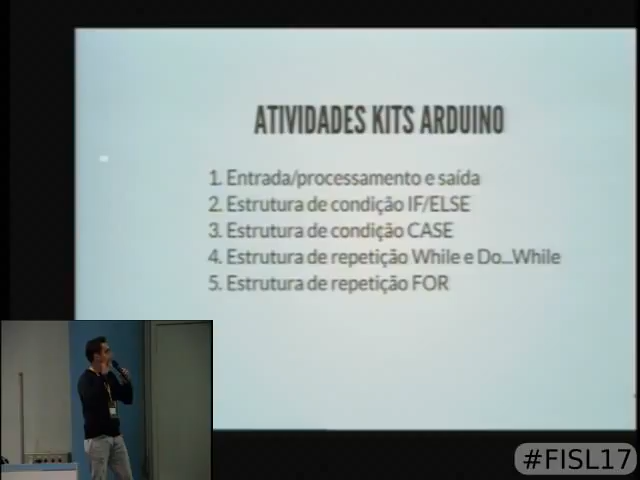 ATIVIDADES KITS ARDUINO
1. Entrada/processamento e saída
2. Estrutura de condição IF/ELSE
3. Estrutura de condição CASE
4. Estrutura de repetição While e Do...While
5. Estrutura de repetição FOR
#FISL17